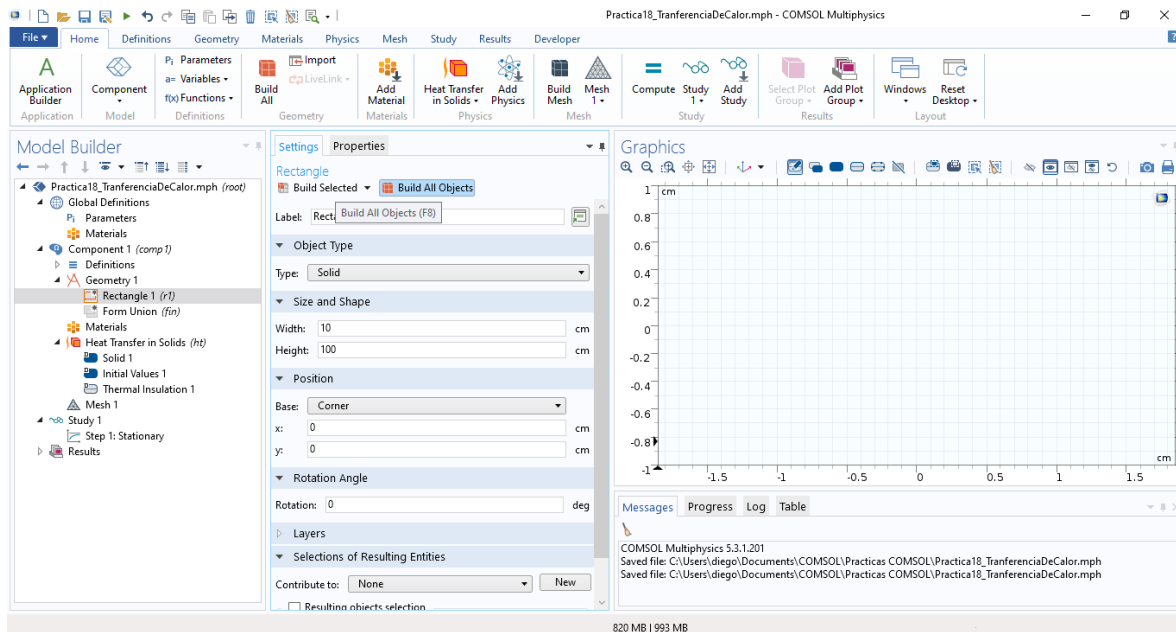 Practica18_TranferenciaDeCalor.mph - COMSOL Multiphysics
File Home Definitions Geometry Materials Physics Mesh Study Results Developer
Application Builder
Application
Component
Model
Pi Parameters
a= Variables
f(x) Functions
Definitions
Build All
Import
LiveLink
Geometry
Add Material
Materials
Heat Transfer in Solids
Add Physics
Physics
Build Mesh
Mesh 1
Mesh
Compute
Study 1
Add Study
Study
Select Plot Group
Add Plot Group
Results
Windows
Reset Desktop
Layout
Model Builder
Practica18_TranferenciaDeCalor.mph (root)
Global Definitions
Pi Parameters
Materials
Component 1 (comp1)
Definitions
Geometry 1
Rectangle 1 (r1)
Form Union (fin)
Materials
Heat Transfer in Solids (ht)
Solid 1
Initial Values 1
Thermal Insulation 1
Mesh 1
Study 1
Step 1: Stationary
Results
Settings Properties
Rectangle
Build Selected Build All Objects
Label: Recta
Build All Objects (F8)
Object Type
Type: Solid
Size and Shape
Width: 10 cm
Height: 100 cm
Position
Base: Corner
x: 0 cm
y: 0 cm
Rotation Angle
Rotation: 0 deg
Layers
Selections of Resulting Entities
Contribute to: None New
Resulting objects selection
Graphics
1 cm
0.8
0.6
0.4
0.2
0
-0.2
-0.4
-0.6
-0.8
-1
cm
-1.5 -1 -0.5 0 0.5 1 1.5
Messages Progress Log Table
COMSOL Multiphysics 5.3.1.201
Saved file: C:\Users\diego\Documents\COMSOL\Practicas COMSOL\Practica18_TranferenciaDeCalor.mph
Saved file: C:\Users\diego\Documents\COMSOL\Practicas COMSOL\Practica18_TranferenciaDeCalor.mph
820 MB | 993 MB